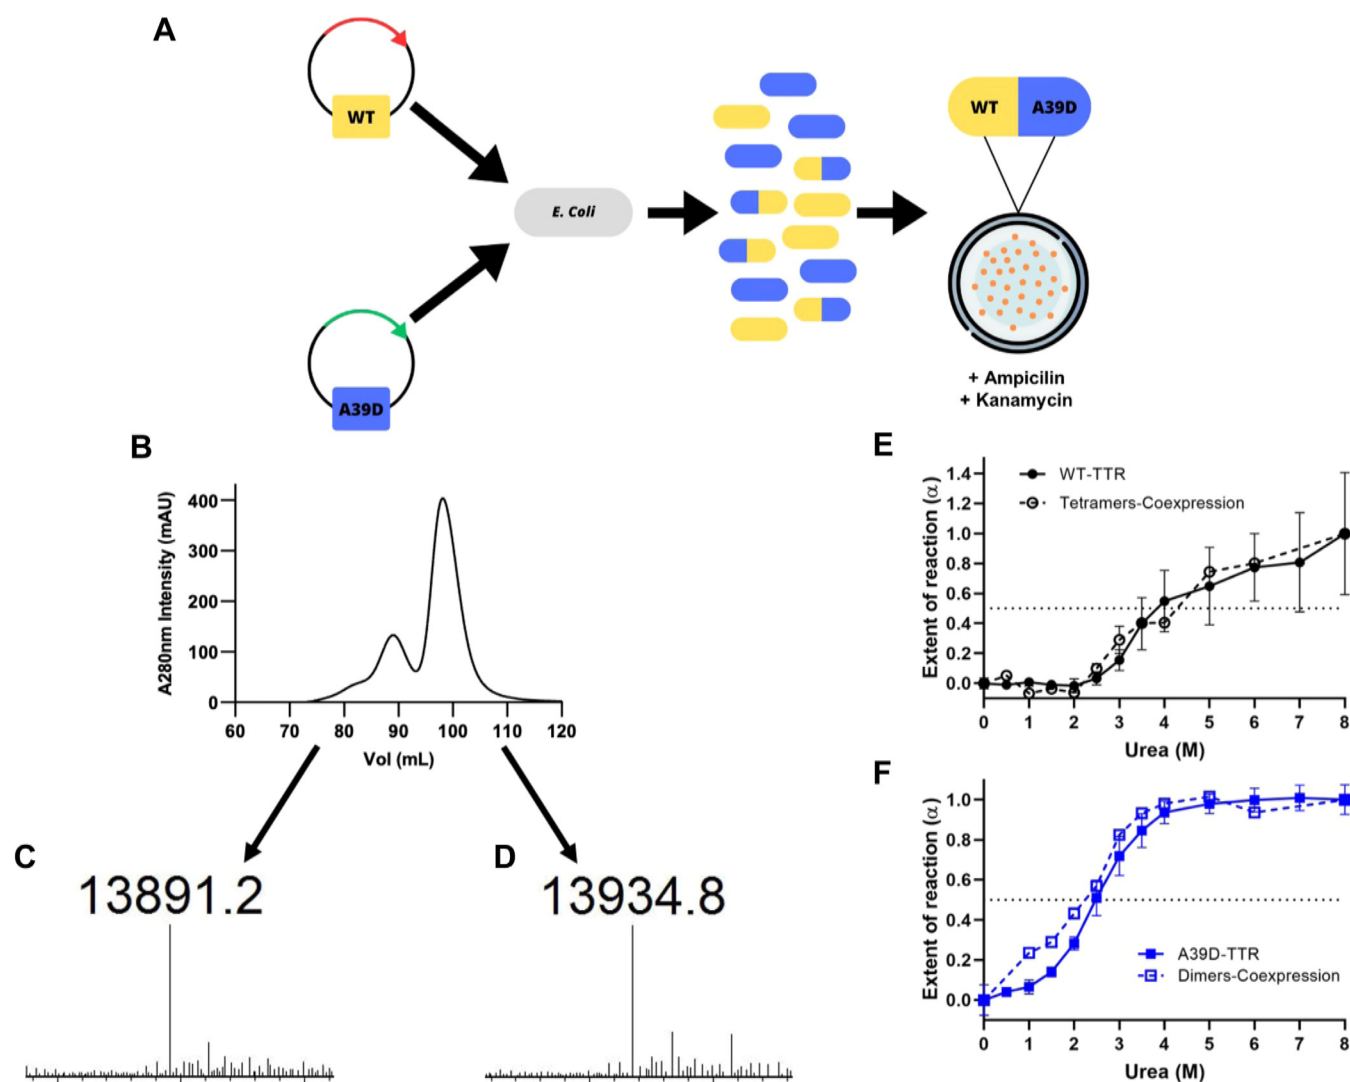 A
WT
E. Coli
WT A39D
A39D
+ Ampicilin
+ Kanamycin
B
A280nm Intensity (mAU)
400
300
200
100
0
60 70 80 90 100 110 120
Vol (mL)
C
13891.2
D
13934.8
E
Extent of reaction (α)
1.4
1.2
1.0
0.8
0.6
0.4
0.2
0.0
WT-TTR
Tetramers-Coexpression
0 1 2 3 4 5 6 7 8
Urea (M)
F
Extent of reaction (α)
1.0
0.8
0.6
0.4
0.2
0.0
A39D-TTR
Dimers-Coexpression
0 1 2 3 4 5 6 7 8
Urea (M)